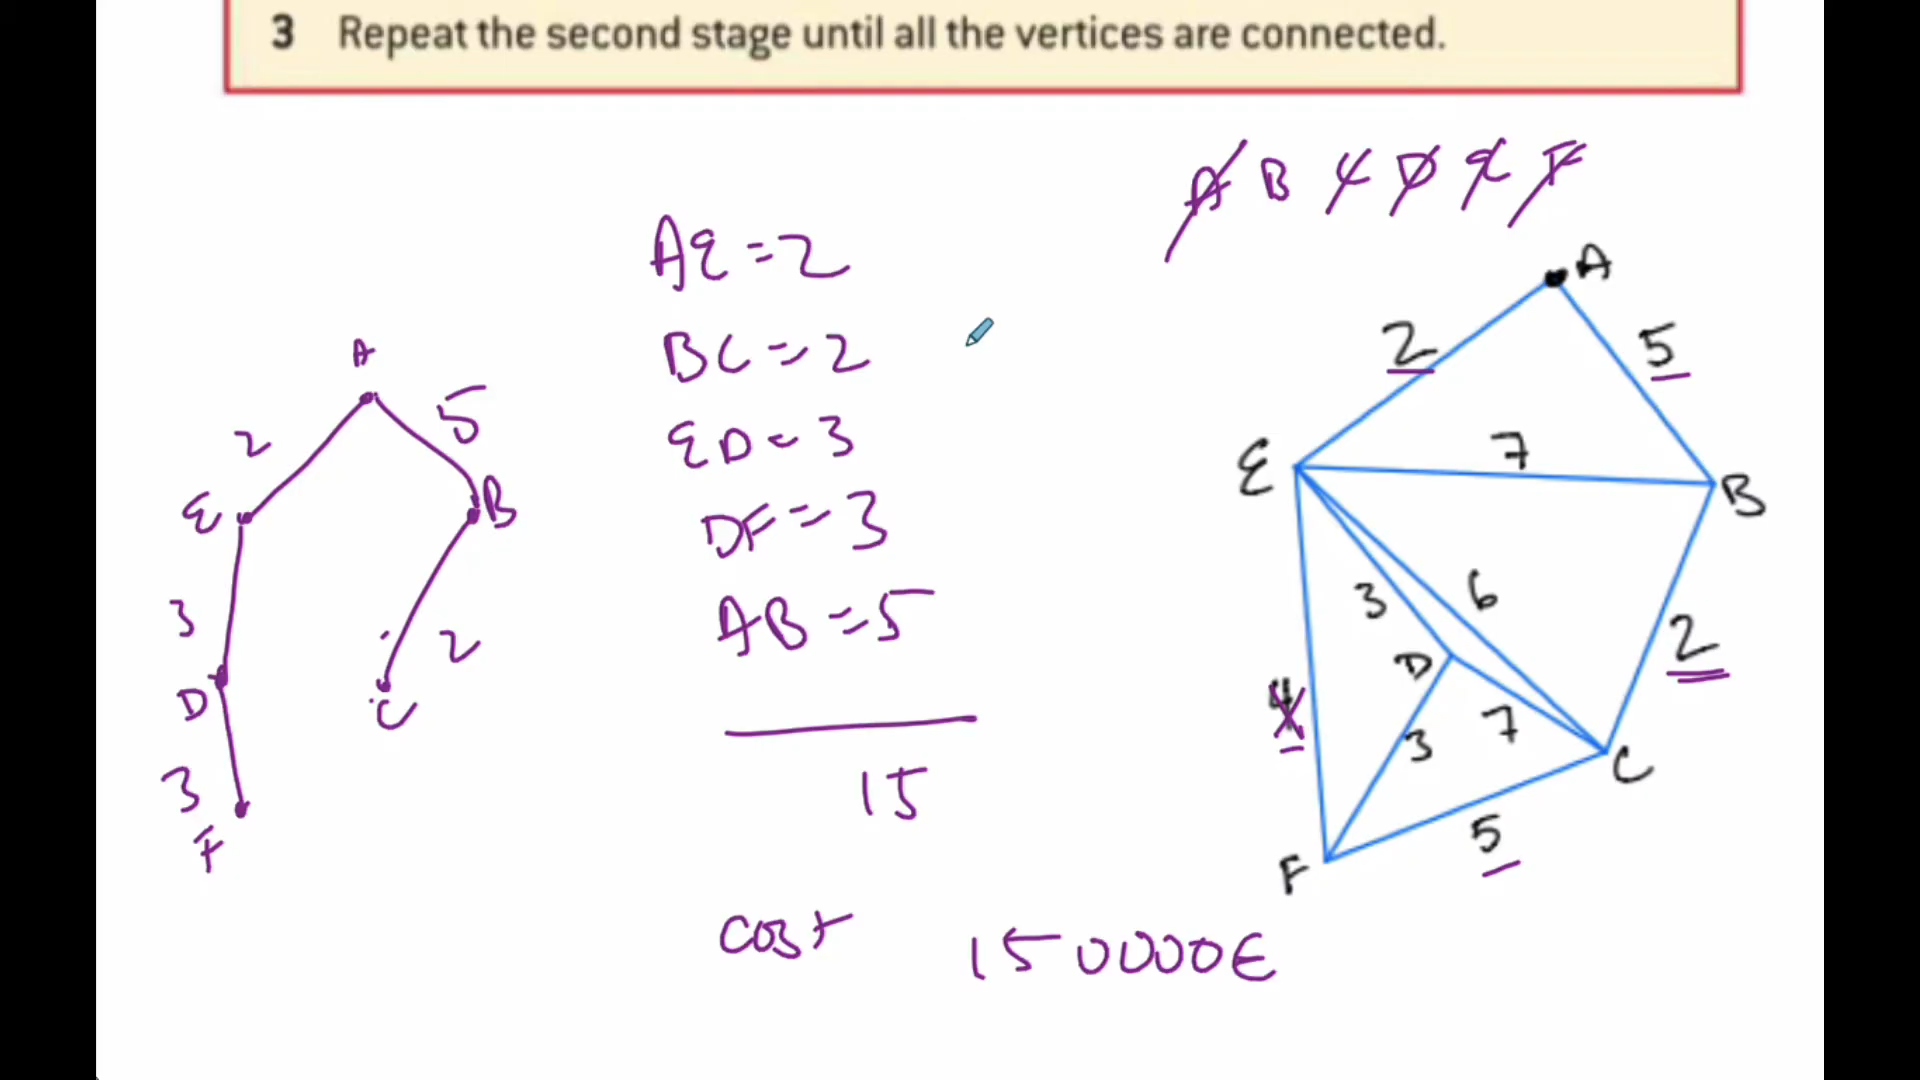 3 Repeat the second stage until all the vertices are connected.
A B C D E F
AE = 2
BC = 2
ED = 3
DF = 3
AB = 5
15
cost 150000€
A
5
2
E
B
3
2
D
C
3
F
A
2
5
E
7
B
3
6
D
2
4
7
3
C
5
F